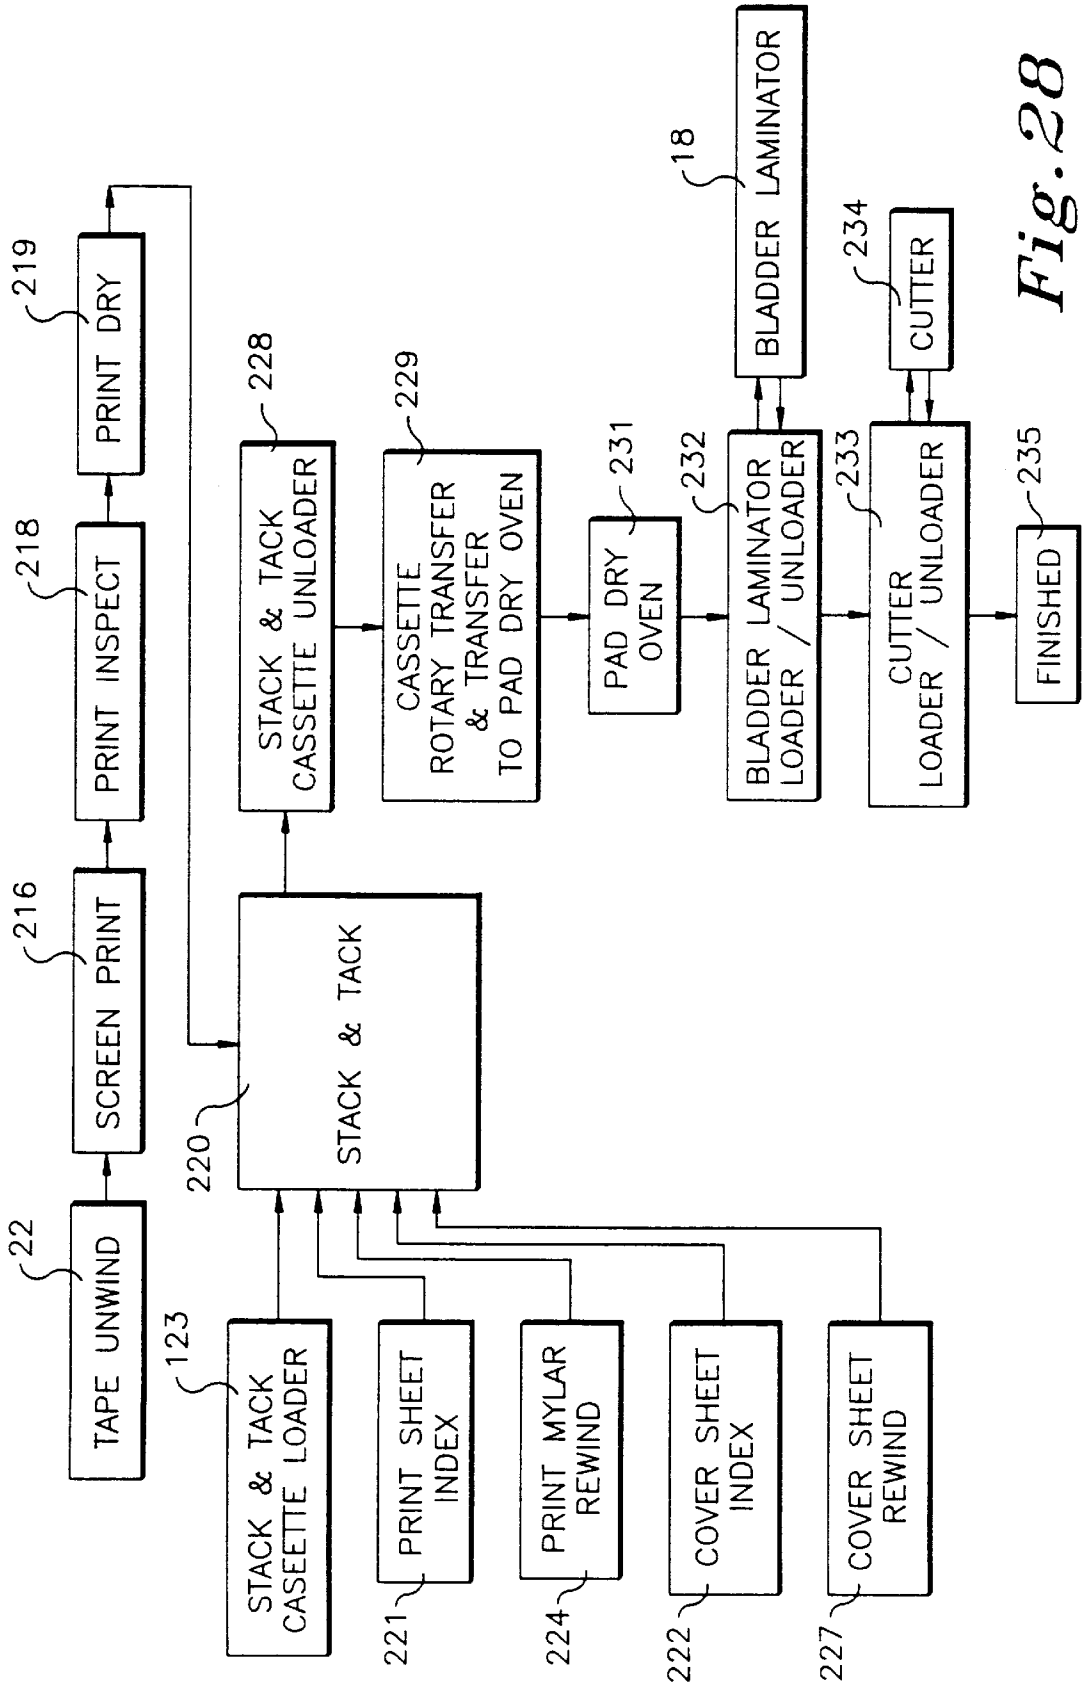 22
TAPE UNWIND
216
SCREEN PRINT
218
PRINT INSPECT
219
PRINT DRY
123
STACK & TACK
CASEETTE LOADER
221
PRINT SHEET
INDEX
224
PRINT MYLAR
REWIND
222
COVER SHEET
INDEX
227
COVER SHEET
REWIND
220
STACK & TACK
228
STACK & TACK
CASSETTE UNLOADER
229
CASSETTE
ROTARY TRANSFER
& TRANSFER
TO PAD DRY OVEN
231
PAD DRY
OVEN
232
BLADDER LAMINATOR
LOADER / UNLOADER
18
BLADDER LAMINATOR
233
CUTTER
LOADER / UNLOADER
234
CUTTER
235
FINISHED
Fig. 28